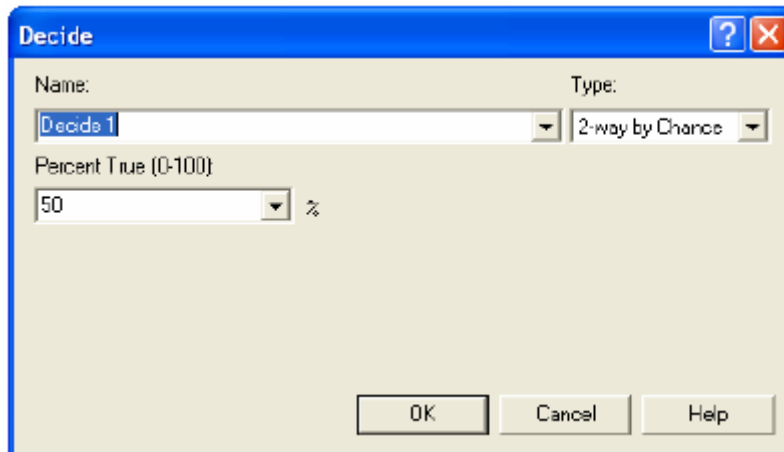 Decide
Name: Type:
Decide 1 2-way by Chance
Percent True (0-100):
50 %
OK Cancel Help